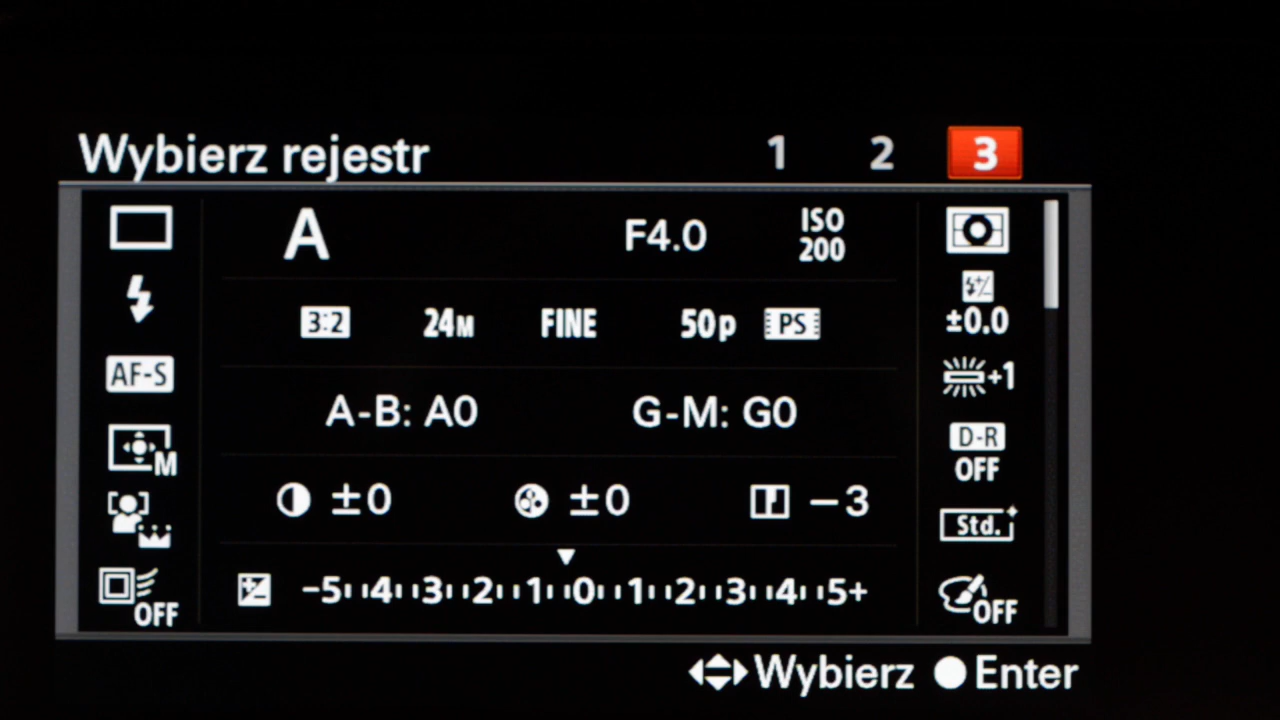 Wybierz rejestr 1 2 3
A F4.0 ISO 200
±0.0
3:2 24M FINE 50p PS
AF-S +1
A-B: A0 G-M: G0
D-R OFF
M
±0 ±0 −3
Std.
−5 4 3 2 1 0 1 2 3 4 5+
OFF OFF
Wybierz Enter